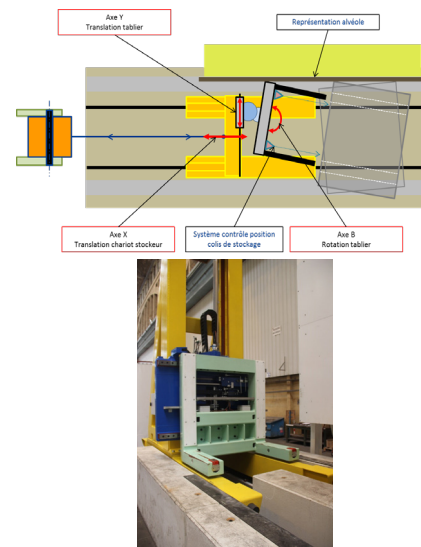 Axe Y
Translation tablier
Représentation alvéole
Axe X
Translation chariot stockeur
Système contrôle position
colis de stockage
Axe B
Rotation tablier